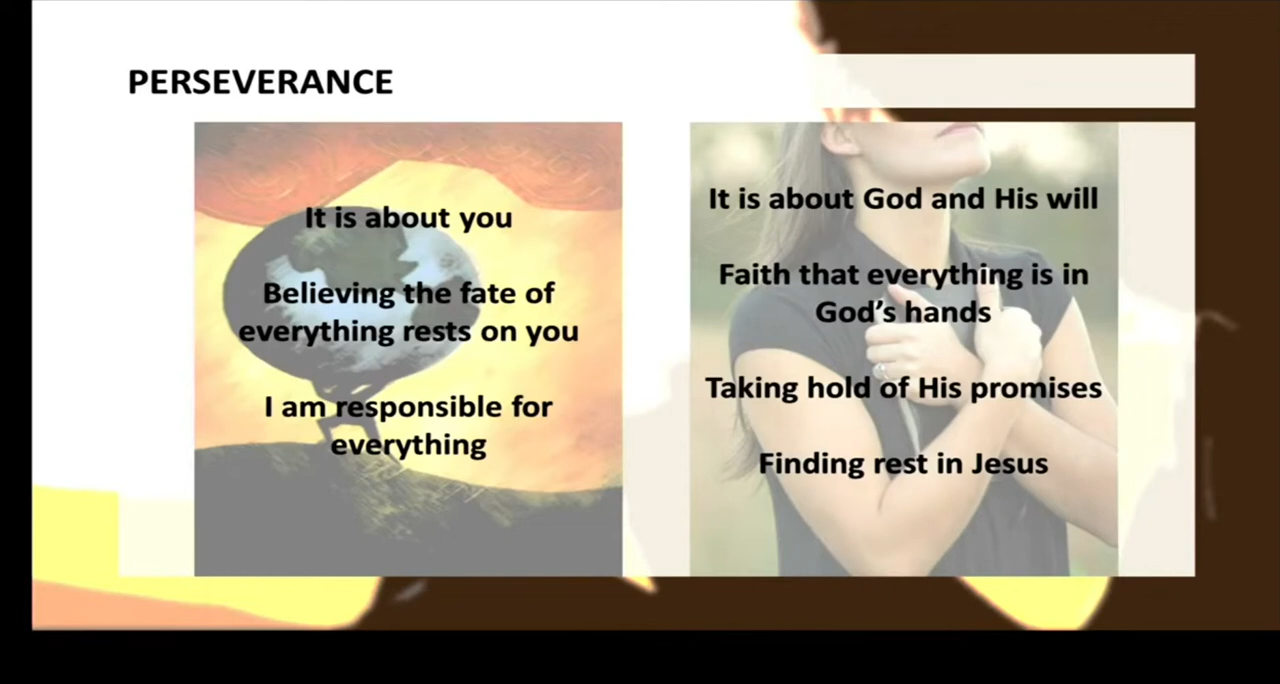 PERSEVERANCE
It is about you
Believing the fate of
everything rests on you
I am responsible for
everything
It is about God and His will
Faith that everything is in
God’s hands
Taking hold of His promises
Finding rest in Jesus